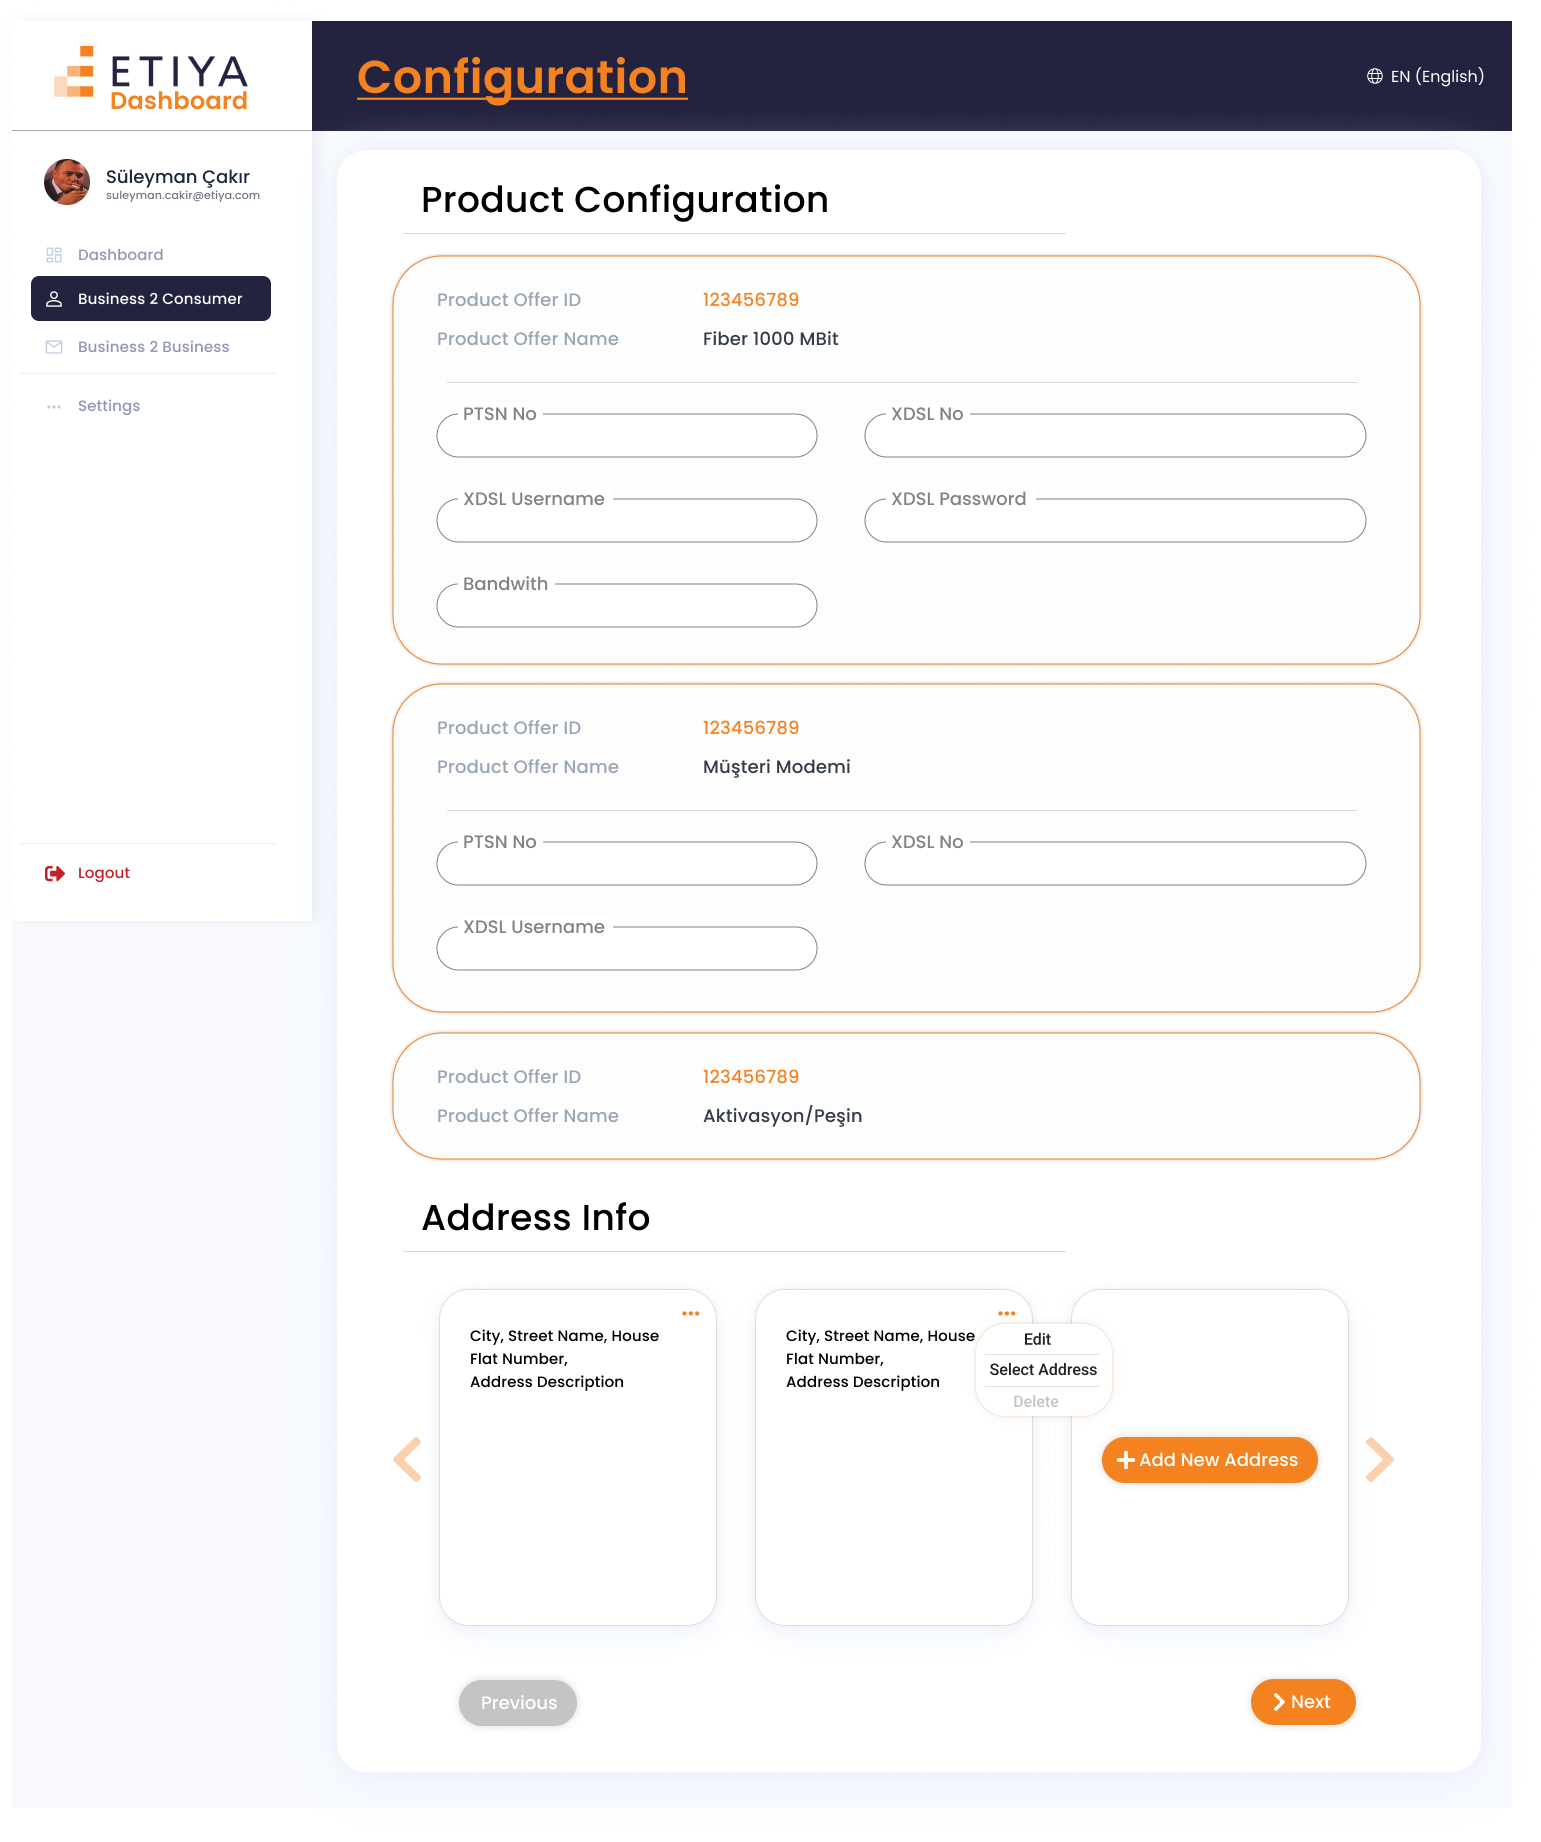 ETIYA
Dashboard
Configuration
EN (English)
Süleyman Çakır
suleyman.cakir@etiya.com
Dashboard
Business 2 Consumer
Business 2 Business
Settings
Logout
Product Configuration
Product Offer ID 123456789
Product Offer Name Fiber 1000 MBit
PTSN No XDSL No
XDSL Username XDSL Password
Bandwith
Product Offer ID 123456789
Product Offer Name Müşteri Modemi
PTSN No XDSL No
XDSL Username
Product Offer ID 123456789
Product Offer Name Aktivasyon/Peşin
Address Info
City, Street Name, House
Flat Number,
Address Description
City, Street Name, House
Flat Number,
Address Description
Edit
Select Address
Delete
Add New Address
Previous
Next